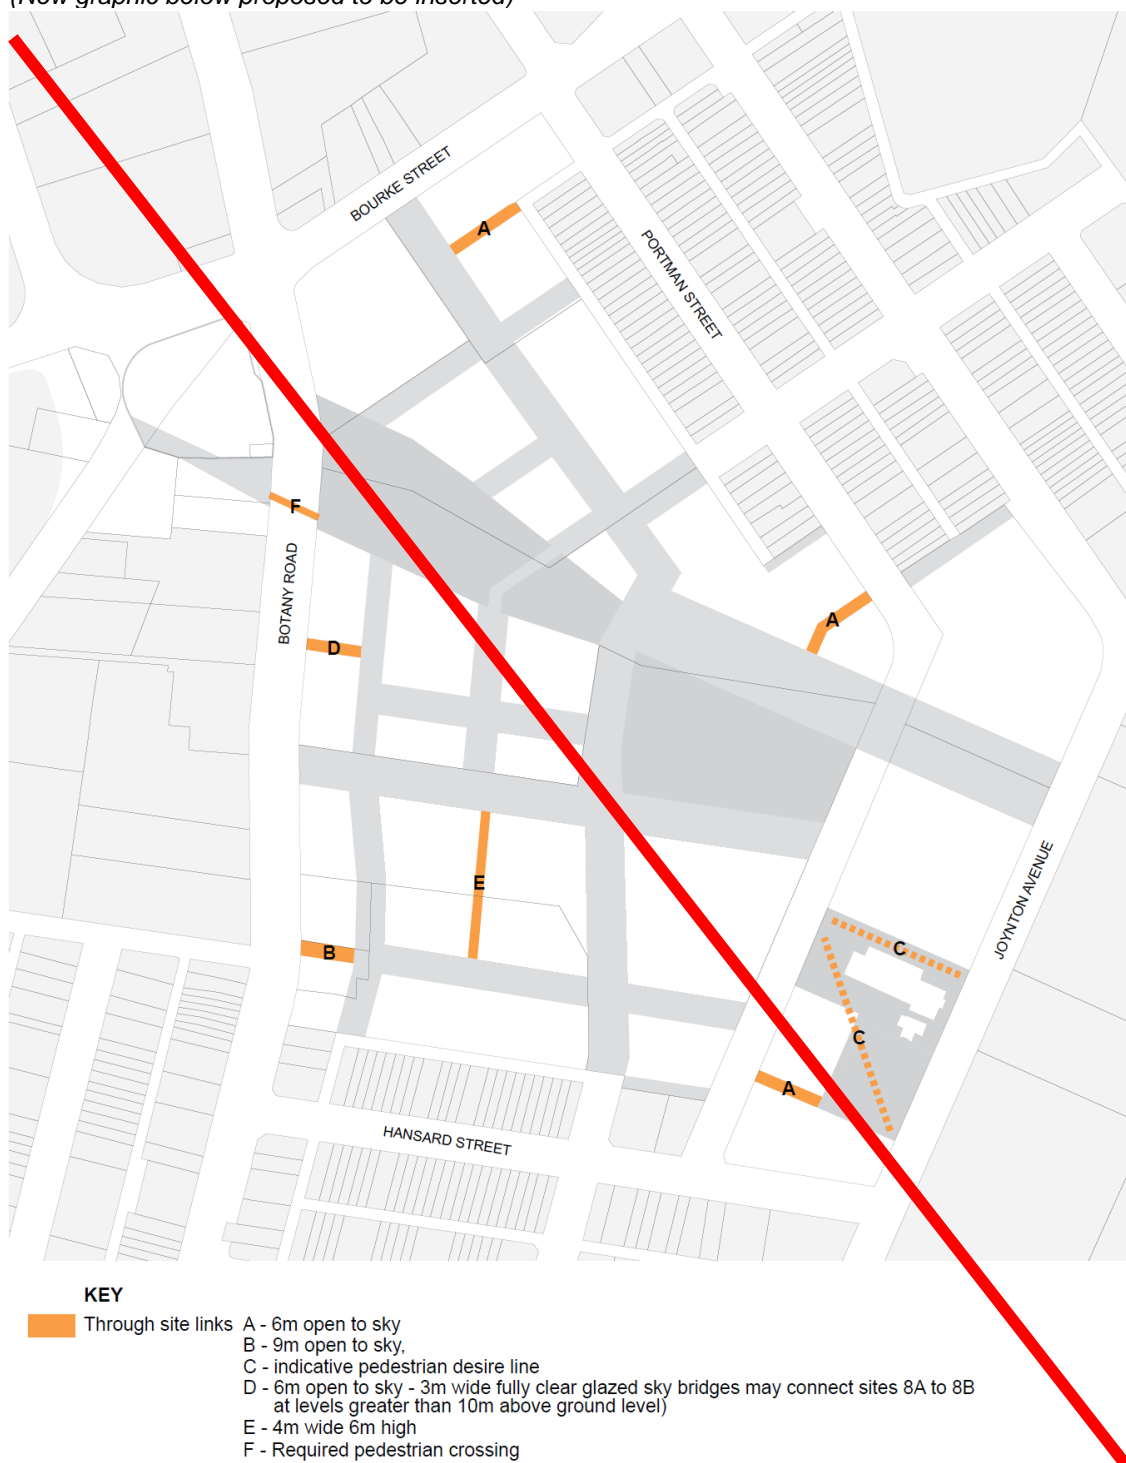 (New graphic below proposed to be inserted)
BOURKE STREET
A
PORTMAN STREET
F
BOTANY ROAD
D
A
E
B
C
JOYNTON AVENUE
C
A
HANSARD STREET
KEY
Through site links A - 6m open to sky
B - 9m open to sky,
C - indicative pedestrian desire line
D - 6m open to sky - 3m wide fully clear glazed sky bridges may connect sites 8A to 8B
at levels greater than 10m above ground level)
E - 4m wide 6m high
F - Required pedestrian crossing